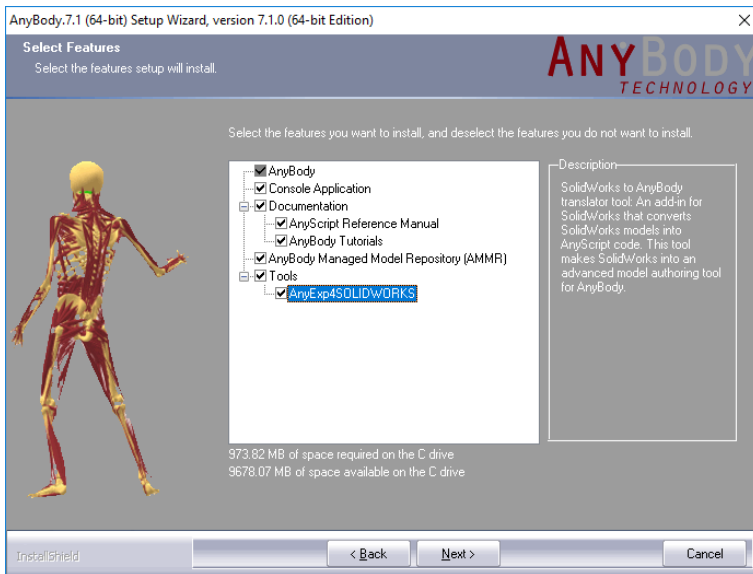 AnyBody.7.1 (64-bit) Setup Wizard, version 7.1.0 (64-bit Edition)
Select Features
Select the features setup will install.
ANYBODY
TECHNOLOGY
Select the features you want to install, and deselect the features you do not want to install.
AnyBody
Console Application
Documentation
AnyScript Reference Manual
AnyBody Tutorials
AnyBody Managed Model Repository (AMMR)
Tools
AnyExp4SOLIDWORKS
Description
SolidWorks to AnyBody
translator tool: An add-in for
SolidWorks that converts
SolidWorks models into
AnyScript code. This tool
makes SolidWorks into an
advanced model authoring tool
for AnyBody.
973.82 MB of space required on the C drive
9678.07 MB of space available on the C drive
InstallShield
< Back
Next >
Cancel